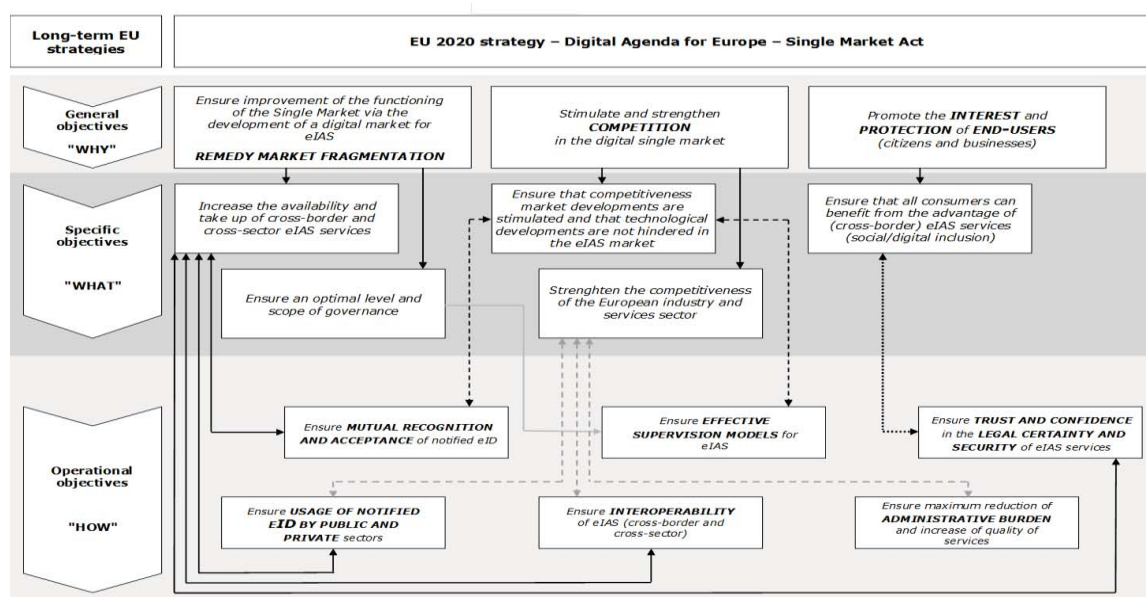 Long-term EU
strategies
EU 2020 strategy – Digital Agenda for Europe – Single Market Act
General
objectives
"WHY"
Ensure improvement of the functioning
of the Single Market via the
development of a digital market for
eIAS
REMEDY MARKET FRAGMENTATION
Stimulate and strengthen
COMPETITION
in the digital single market
Promote the INTEREST and
PROTECTION of END-USERS
(citizens and businesses)
Specific
objectives
"WHAT"
Increase the availability and
take up of cross-border and
cross-sector eIAS services
Ensure that competitiveness
market developments are
stimulated and that technological
developments are not hindered in
the eIAS market
Ensure that all consumers can
benefit from the advantage of
(cross-border) eIAS services
(social/digital inclusion)
Ensure an optimal level and
scope of governance
Strenghten the competitiveness
of the European industry and
services sector
Operational
objectives
"HOW"
Ensure MUTUAL RECOGNITION
AND ACCEPTANCE of notified eID
Ensure EFFECTIVE
SUPERVISION MODELS for
eIAS
Ensure TRUST AND CONFIDENCE
in the LEGAL CERTAINTY AND
SECURITY of eIAS services
Ensure USAGE OF NOTIFIED
eID BY PUBLIC AND
PRIVATE sectors
Ensure INTEROPERABILITY
of eIAS (cross-border and
cross-sector)
Ensure maximum reduction of
ADMINISTRATIVE BURDEN
and increase of quality of
services